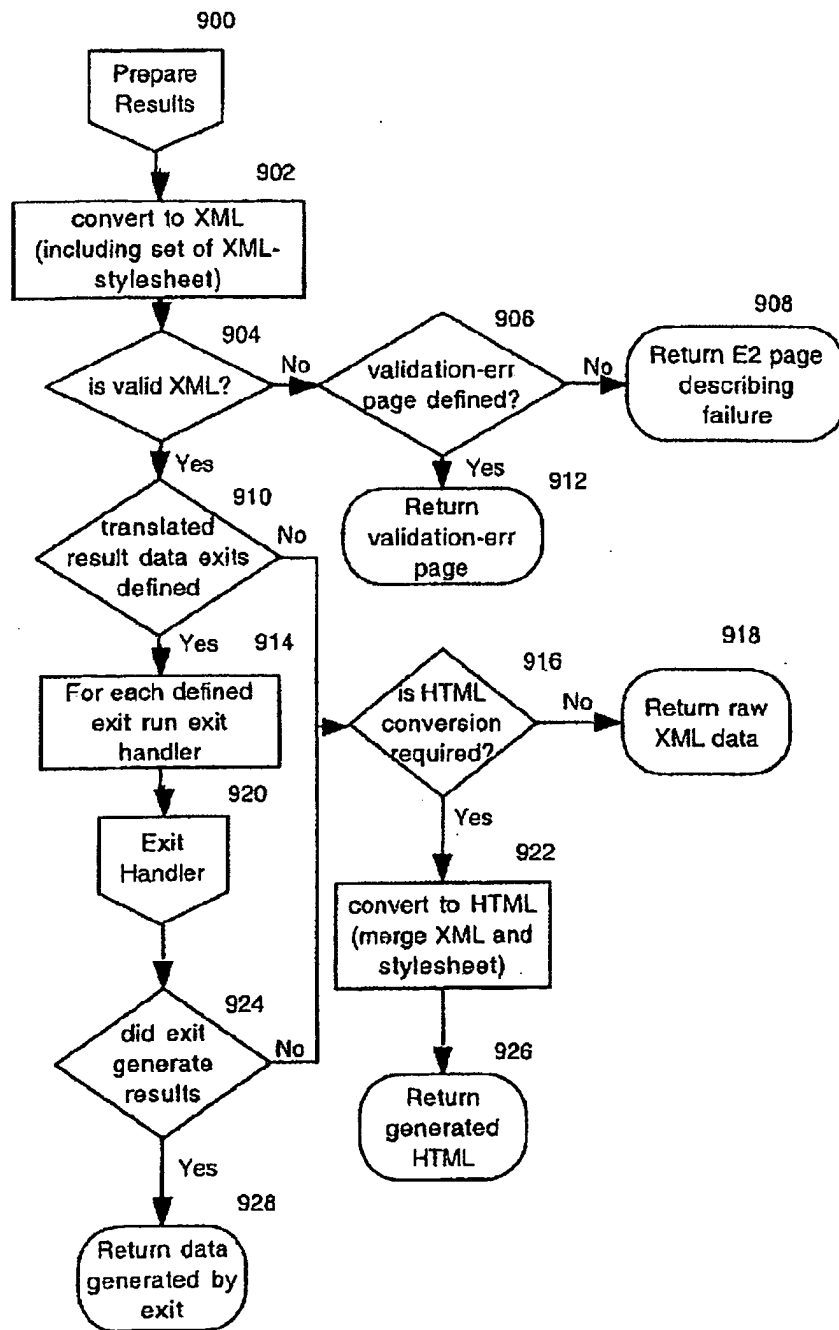 900
Prepare
Results
902
convert to XML
(including set of XML-
stylesheet)
904
is valid XML?
No
906
validation-err
page defined?
No
908
Return E2 page
describing
failure
Yes
Yes
910
translated
result data exits
defined
No
912
Return
validation-err
page
Yes
914
For each defined
exit run exit
handler
916
is HTML
conversion
required?
No
918
Return raw
XML data
920
Exit
Handler
Yes
922
convert to HTML
(merge XML and
stylesheet)
924
did exit
generate
results
No
926
Return
generated
HTML
Yes
928
Return data
generated by
exit